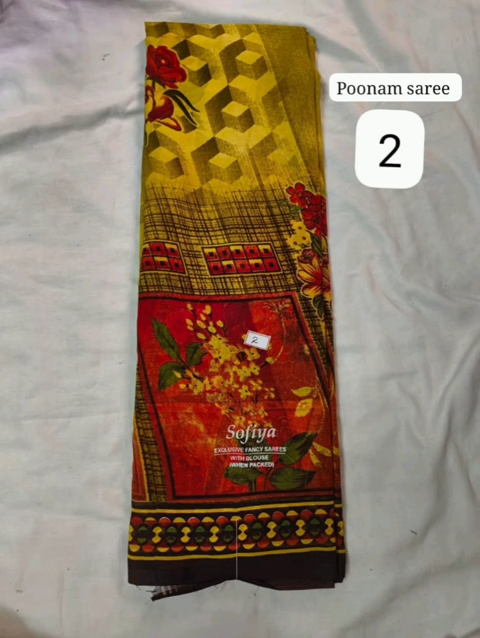 Poonam saree
2
2
Sofiya
EXCLUSIVE FANCY SAREES
WITH BLOUSE
(WHEN PACKED)